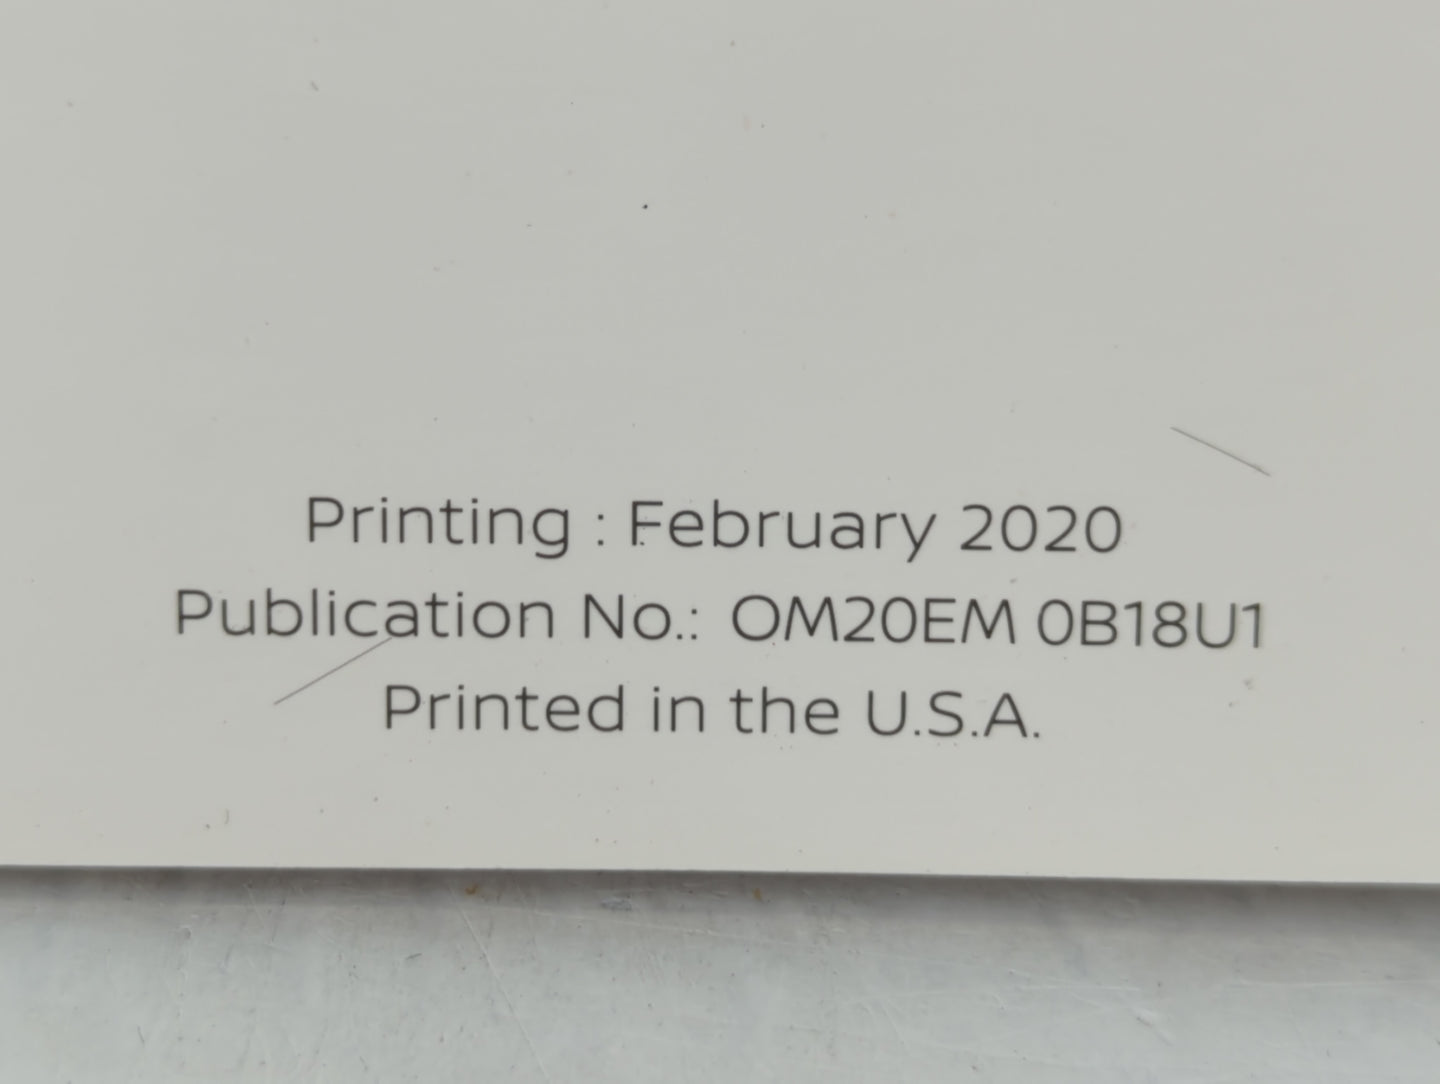 Printing : February 2020
Publication No.: OM20EM 0B18U1
Printed in the U.S.A.